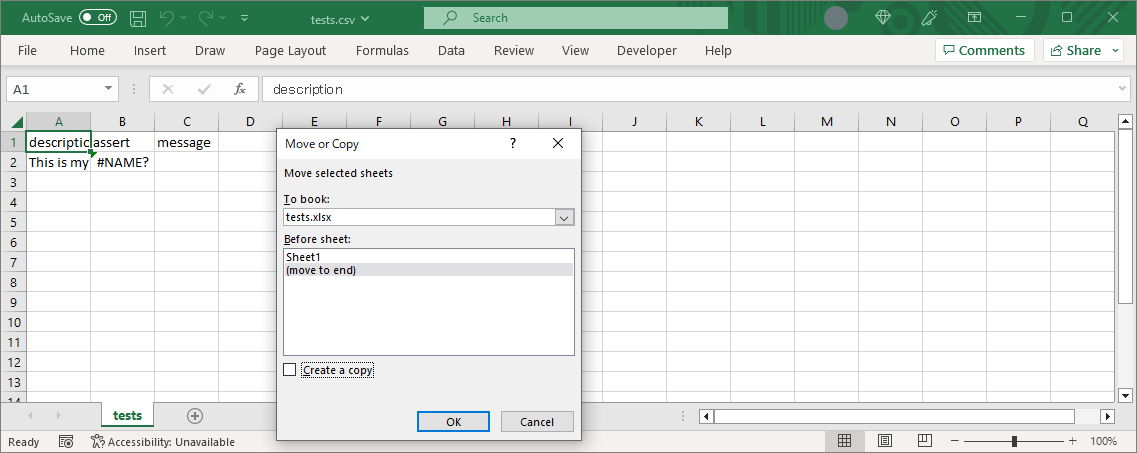 AutoSave Off tests.csv Search
File Home Insert Draw Page Layout Formulas Data Review View Developer Help Comments Share
A1 fx description
A B C D E F G H I J K L M N O P Q
1 descriptic assert message
2 This is my #NAME?
3
4
5
6
7
8
9
10
11
12
13
14
Move or Copy ? ×
Move selected sheets
To book:
tests.xlsx
Before sheet:
Sheet1
(move to end)
Create a copy
OK Cancel
tests
Ready Accessibility: Unavailable 100%